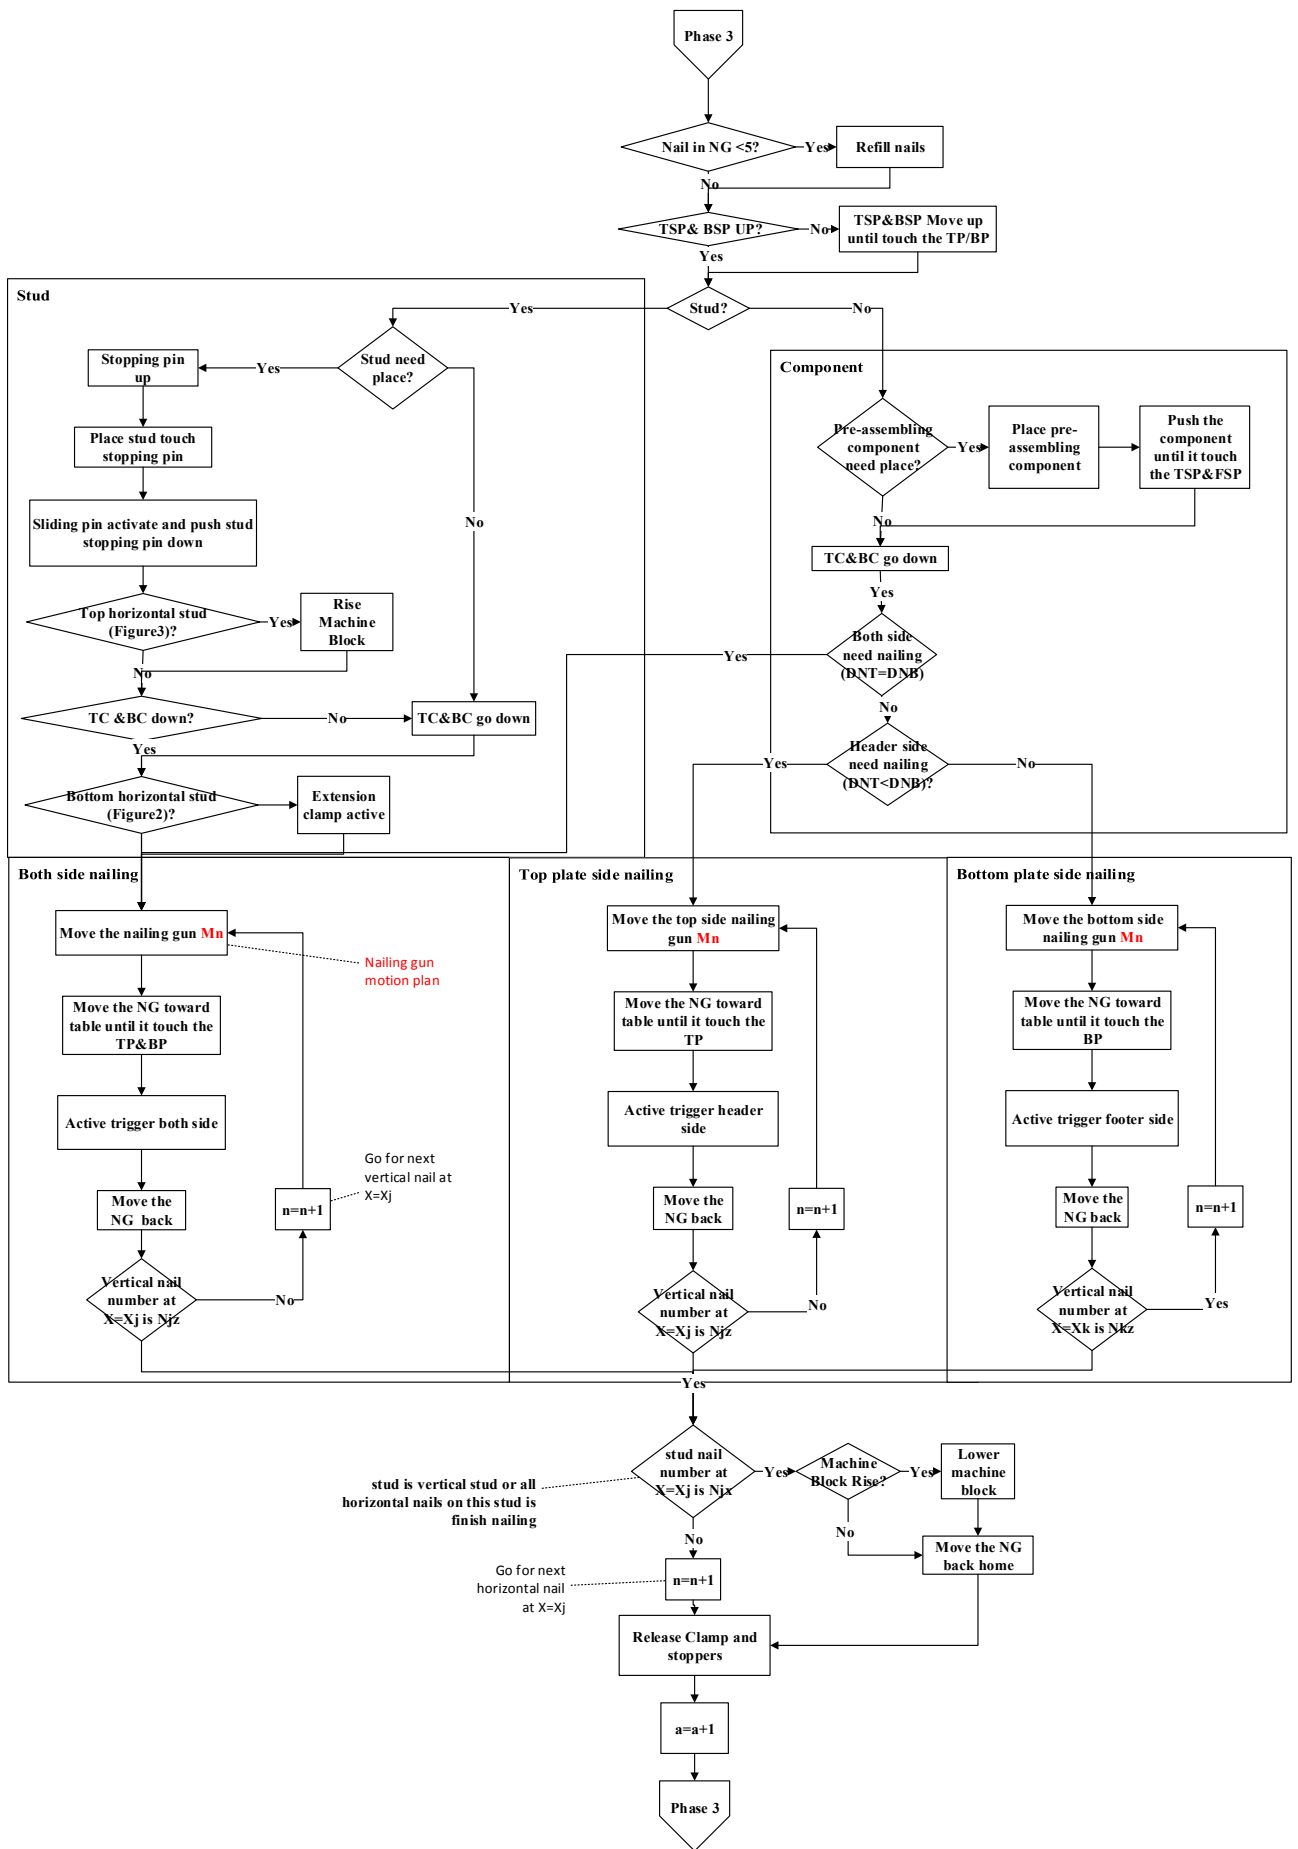 Phase 3
Nail in NG <5?
Yes
Refill nails
No
TSP& BSP UP?
No
TSP&BSP Move up
until touch the TP/BP
Yes
Stud?
Yes
No
Stud
Stud need
place?
Yes
Stopping pin
up
Place stud touch
stopping pin
Sliding pin activate and push stud
stopping pin down
No
Top horizontal stud
(Figure3)?
Yes
Rise
Machine
Block
No
TC &BC down?
No
TC&BC go down
Yes
Bottom horizontal stud
(Figure2)?
Extension
clamp active
Component
Pre-assembling
component
need place?
Yes
Place pre-
assembling
component
Push the
component
until it touch
the TSP&FSP
No
TC&BC go down
Yes
Both side
need nailing
(DNT=DNB)
Yes
No
Header side
need nailing
(DNT<DNB)?
Yes
No
Both side nailing
Move the nailing gun Mn
Nailing gun
motion plan
Move the NG toward
table until it touch the
TP&BP
Active trigger both side
Go for next
vertical nail at
X=Xj
Move the
NG  back
n=n+1
Vertical nail
number at
X=Xj is Njz
No
Top plate side nailing
Move the top side nailing
gun Mn
Move the NG toward
table until it touch the
TP
Active trigger header
side
Move the
NG back
n=n+1
Vertical nail
number at
X=Xj is Njz
No
Bottom plate side nailing
Move the bottom side
nailing gun Mn
Move the NG toward
table until it touch the
BP
Active trigger footer side
Move the
NG back
n=n+1
Vertical nail
number at
X=Xk is Nkz
Yes
Yes
stud nail
number at
X=Xj is Njx
Yes
Machine
Block Rise?
Yes
Lower
machine
block
stud is vertical stud or all
horizontal nails on this stud is
finish nailing
No
No
Move the NG
back home
Go for next
horizontal nail
at X=Xj
n=n+1
Release Clamp and
stoppers
a=a+1
Phase 3